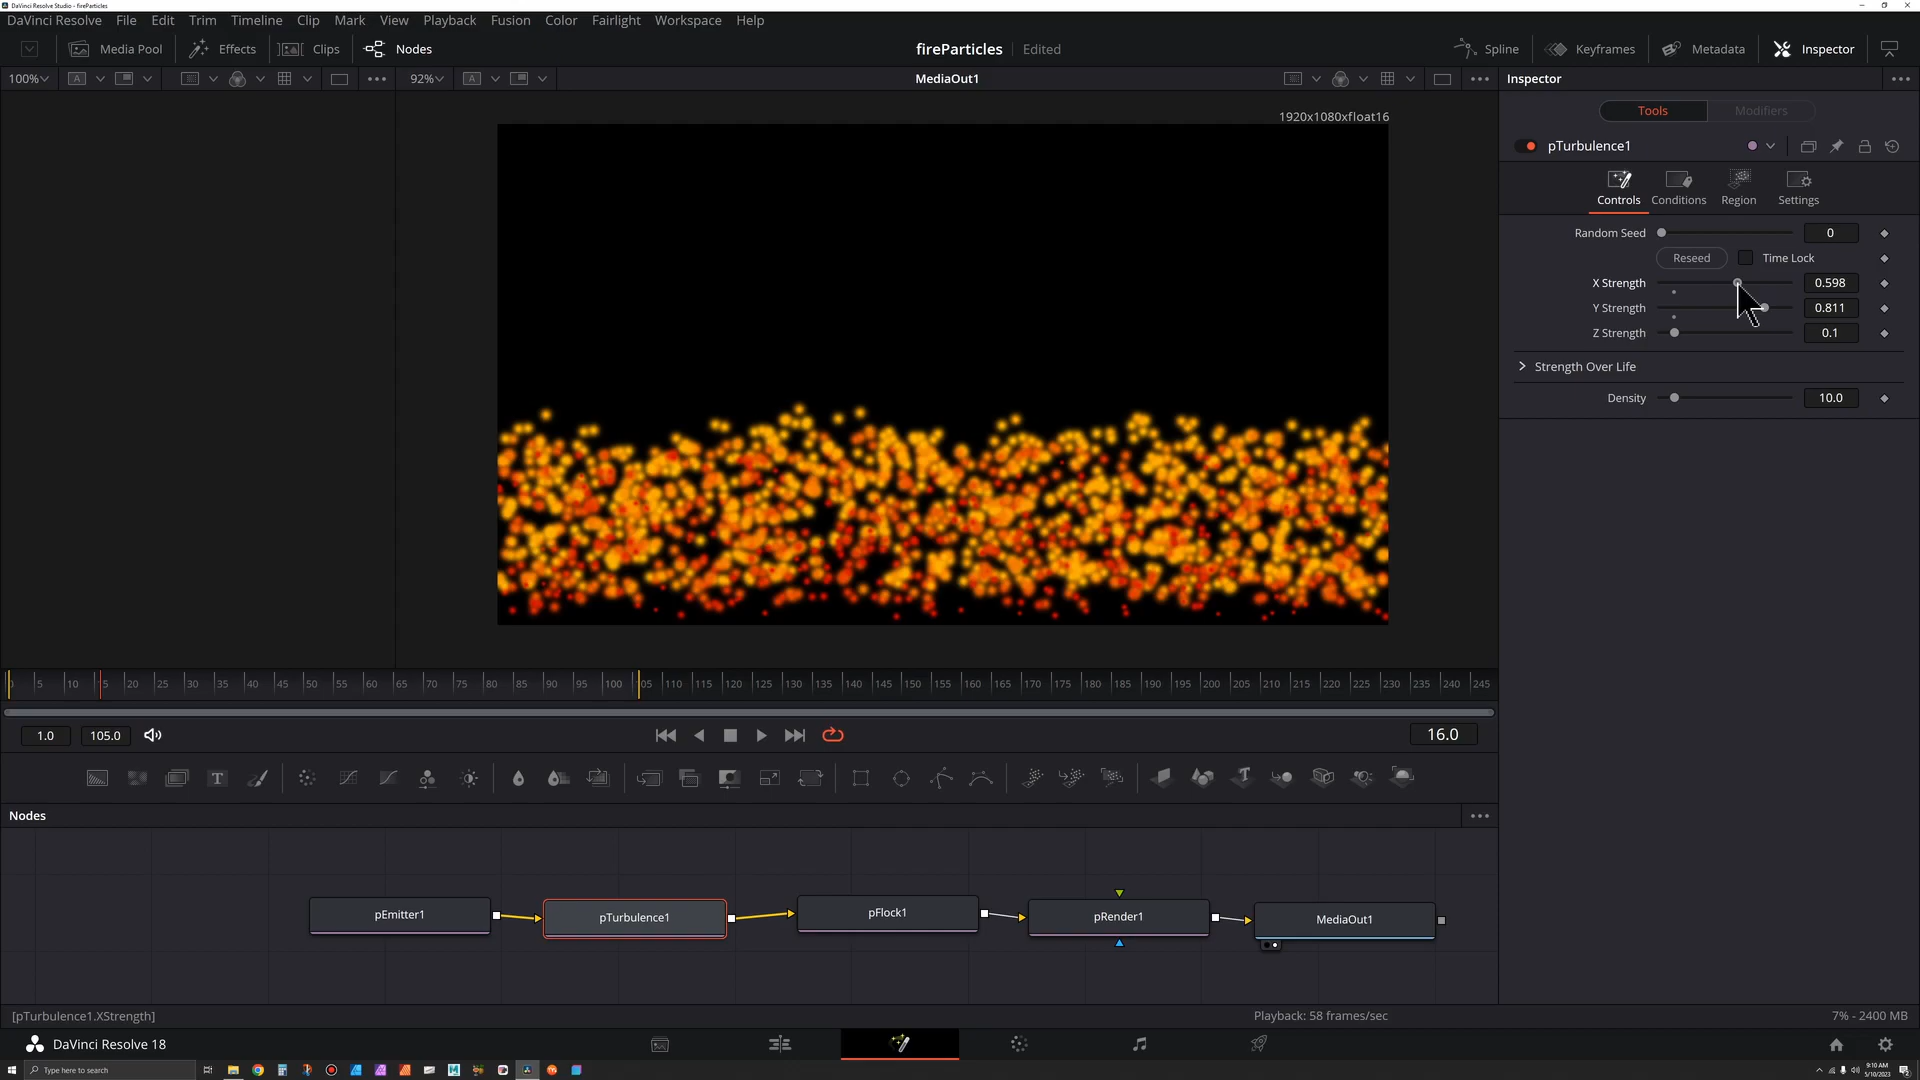 DaVinci Resolve Studio - fireParticles
DaVinci Resolve File Edit Trim Timeline Clip Mark View Playback Fusion Color Fairlight Workspace Help
Media Pool Effects Clips Nodes fireParticles Edited Spline Keyframes Metadata Inspector
100% 92% MediaOut1 Inspector
1920x1080xfloat16
Tools Modifiers
pTurbulence1
Controls Conditions Region Settings
Random Seed 0
Reseed Time Lock
X Strength 0.598
Y Strength 0.811
Z Strength 0.1
Strength Over Life
Density 10.0
5 10 5 20 25 30 35 40 45 50 55 60 65 70 75 80 85 90 95 100 05 110 115 120 125 130 135 140 145 150 155 160 165 170 175 180 185 190 195 200 205 210 215 220 225 230 235 240 245
1.0 105.0 16.0
Nodes
pEmitter1 pTurbulence1 pFlock1 pRender1 MediaOut1
[pTurbulence1.XStrength] Playback: 58 frames/sec 7% - 2400 MB
DaVinci Resolve 18
Type here to search
9:10 AM
5/10/2023